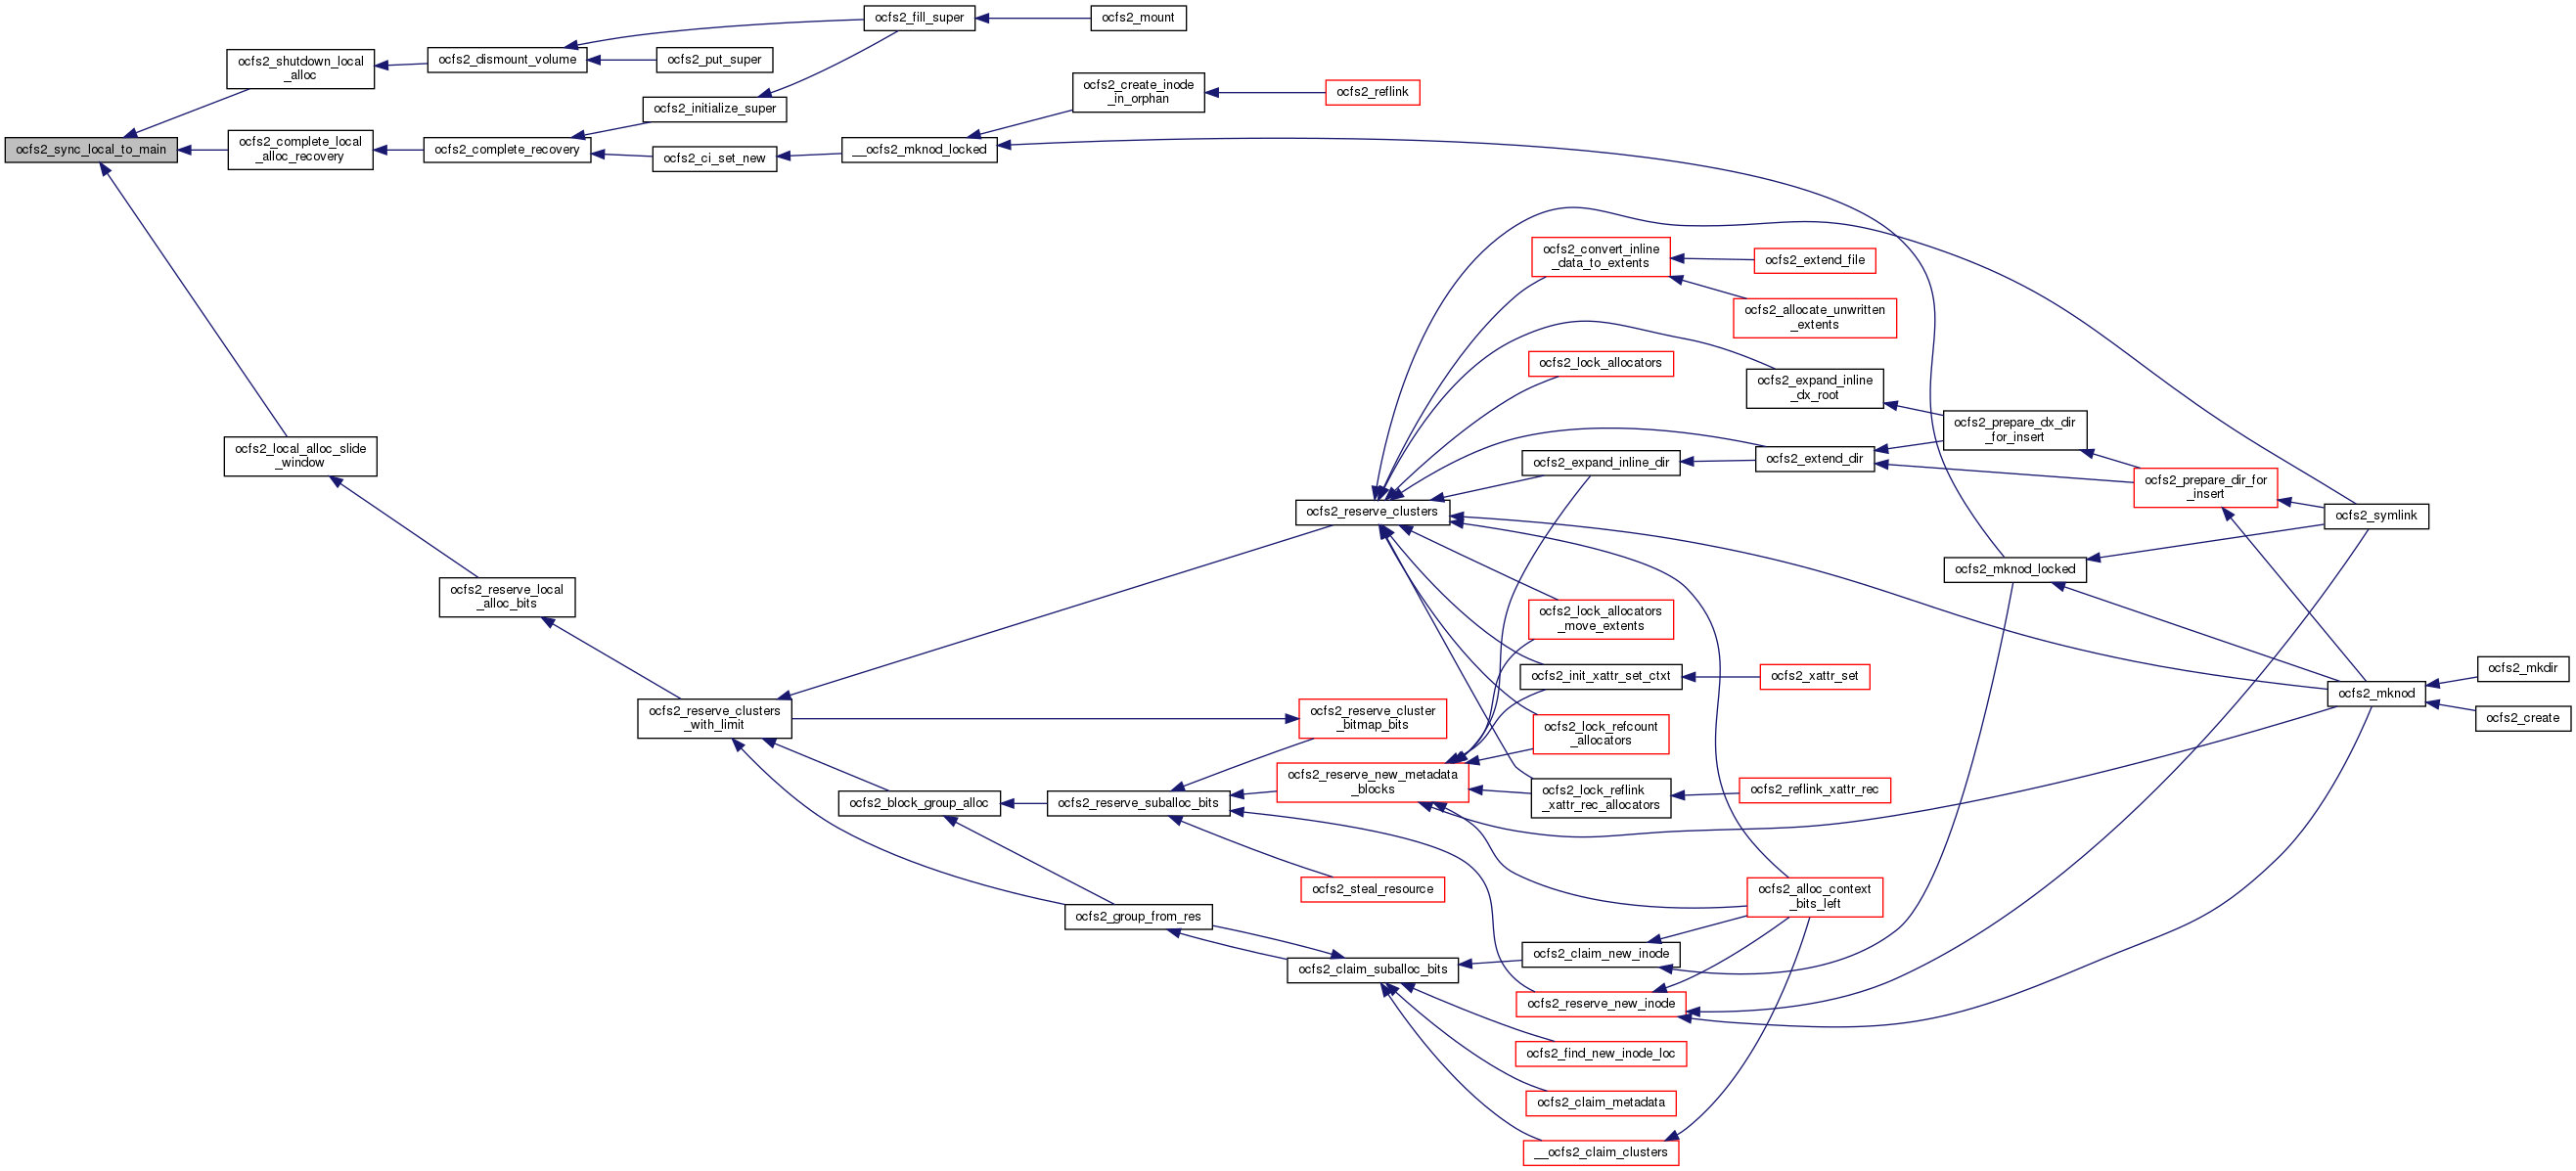 ocfs2_fill_super
ocfs2_mount
ocfs2_shutdown_local
_alloc
ocfs2_dismount_volume
ocfs2_put_super
ocfs2_create_inode
_in_orphan
ocfs2_reflink
ocfs2_initialize_super
ocfs2_sync_local_to_main
ocfs2_complete_local
_alloc_recovery
ocfs2_complete_recovery
ocfs2_ci_set_new
__ocfs2_mknod_locked
ocfs2_convert_inline
_data_to_extents
ocfs2_extend_file
ocfs2_allocate_unwritten
_extents
ocfs2_lock_allocators
ocfs2_expand_inline
_dx_root
ocfs2_prepare_dx_dir
_for_insert
ocfs2_local_alloc_slide
_window
ocfs2_expand_inline_dir
ocfs2_extend_dir
ocfs2_prepare_dir_for
_insert
ocfs2_reserve_clusters
ocfs2_symlink
ocfs2_mknod_locked
ocfs2_reserve_local
_alloc_bits
ocfs2_lock_allocators
_move_extents
ocfs2_init_xattr_set_ctxt
ocfs2_xattr_set
ocfs2_mkdir
ocfs2_mknod
ocfs2_create
ocfs2_reserve_clusters
_with_limit
ocfs2_reserve_cluster
_bitmap_bits
ocfs2_lock_refcount
_allocators
ocfs2_reserve_new_metadata
_blocks
ocfs2_lock_reflink
_xattr_rec_allocators
ocfs2_reflink_xattr_rec
ocfs2_block_group_alloc
ocfs2_reserve_suballoc_bits
ocfs2_steal_resource
ocfs2_alloc_context
_bits_left
ocfs2_group_from_res
ocfs2_claim_new_inode
ocfs2_claim_suballoc_bits
ocfs2_reserve_new_inode
ocfs2_find_new_inode_loc
ocfs2_claim_metadata
__ocfs2_claim_clusters